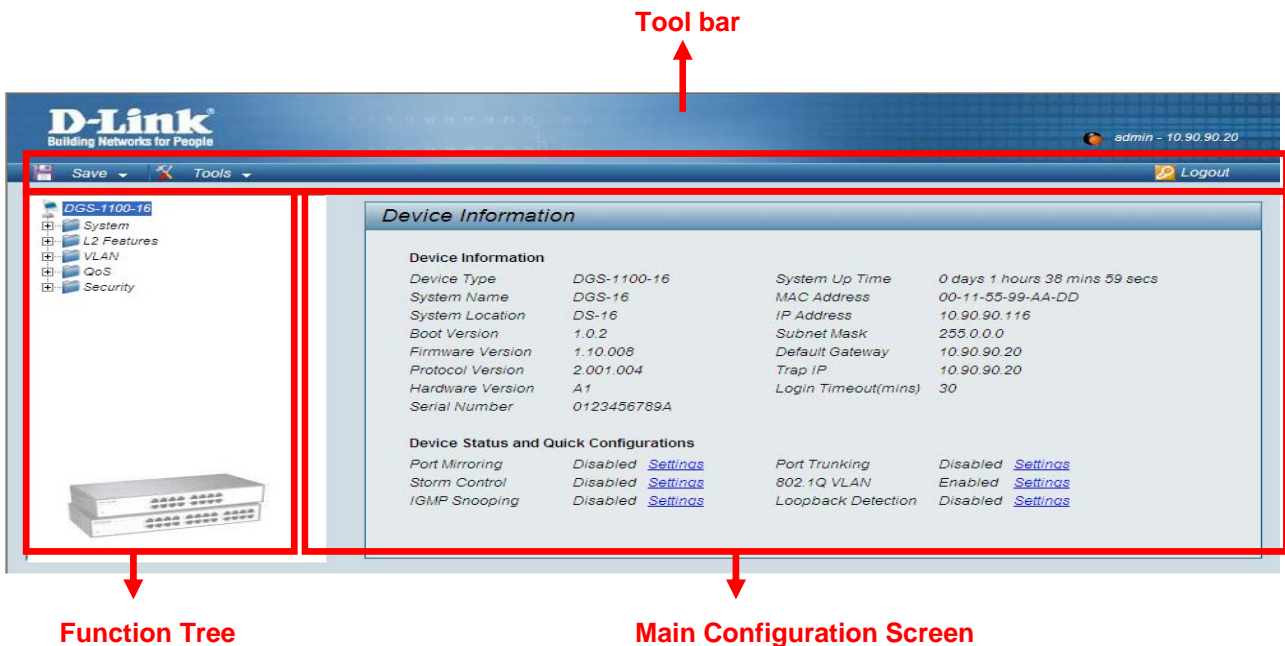 Tool bar
D-Link
Building Networks for People
admin - 10.90.90.20
Save Tools Logout
DGS-1100-16
System
L2 Features
VLAN
QoS
Security
Device Information
Device Information
Device Type DGS-1100-16 System Up Time 0 days 1 hours 38 mins 59 secs
System Name DGS-16 MAC Address 00-11-55-99-AA-DD
System Location DS-16 IP Address 10.90.90.116
Boot Version 1.0.2 Subnet Mask 255.0.0.0
Firmware Version 1.10.008 Default Gateway 10.90.90.20
Protocol Version 2.001.004 Trap IP 10.90.90.20
Hardware Version A1 Login Timeout(mins) 30
Serial Number 0123456789A
Device Status and Quick Configurations
Port Mirroring Disabled Settings Port Trunking Disabled Settings
Storm Control Disabled Settings 802.1Q VLAN Enabled Settings
IGMP Snooping Disabled Settings Loopback Detection Disabled Settings
Function Tree Main Configuration Screen